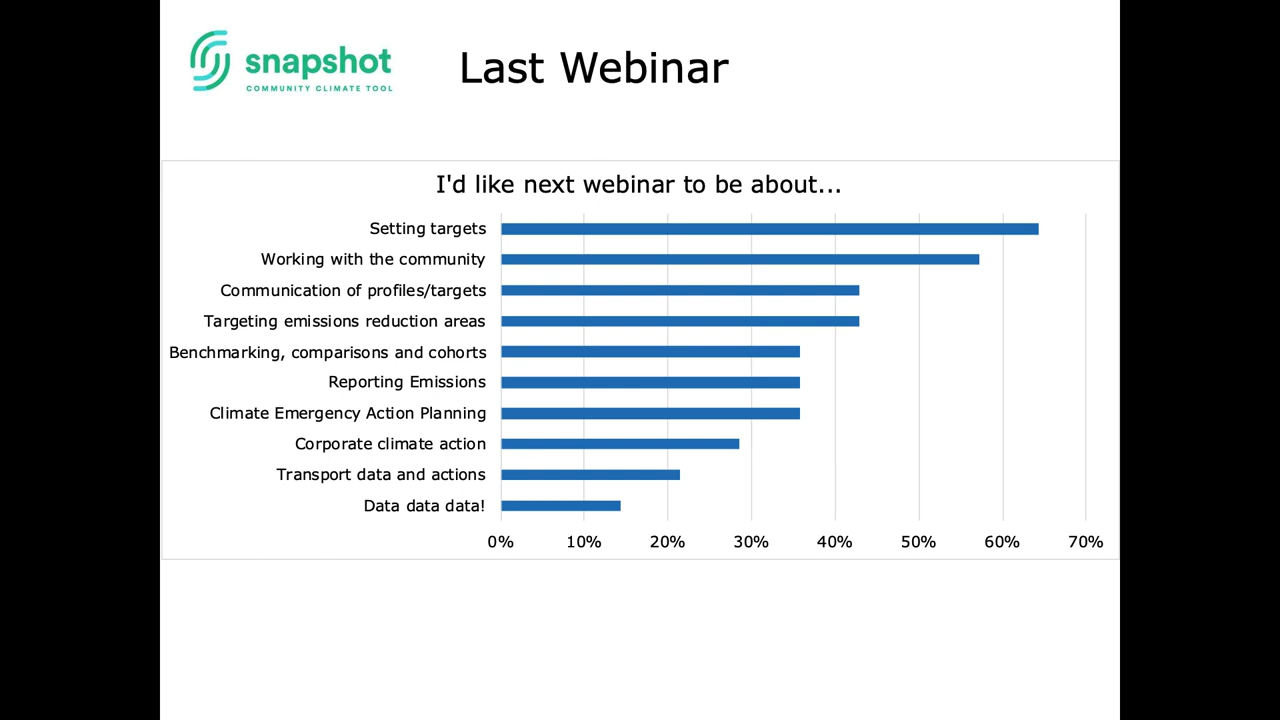 snapshot
COMMUNITY CLIMATE TOOL
Last Webinar
I'd like next webinar to be about...
Setting targets
Working with the community
Communication of profiles/targets
Targeting emissions reduction areas
Benchmarking, comparisons and cohorts
Reporting Emissions
Climate Emergency Action Planning
Corporate climate action
Transport data and actions
Data data data!
0% 10% 20% 30% 40% 50% 60% 70%